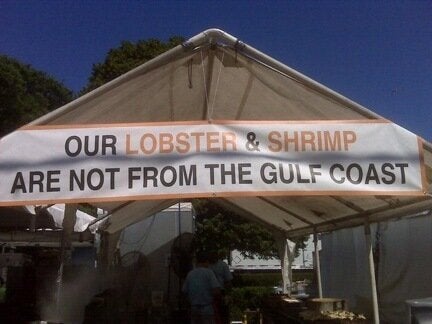 OUR LOBSTER & SHRIMP
ARE NOT FROM THE GULF COAST